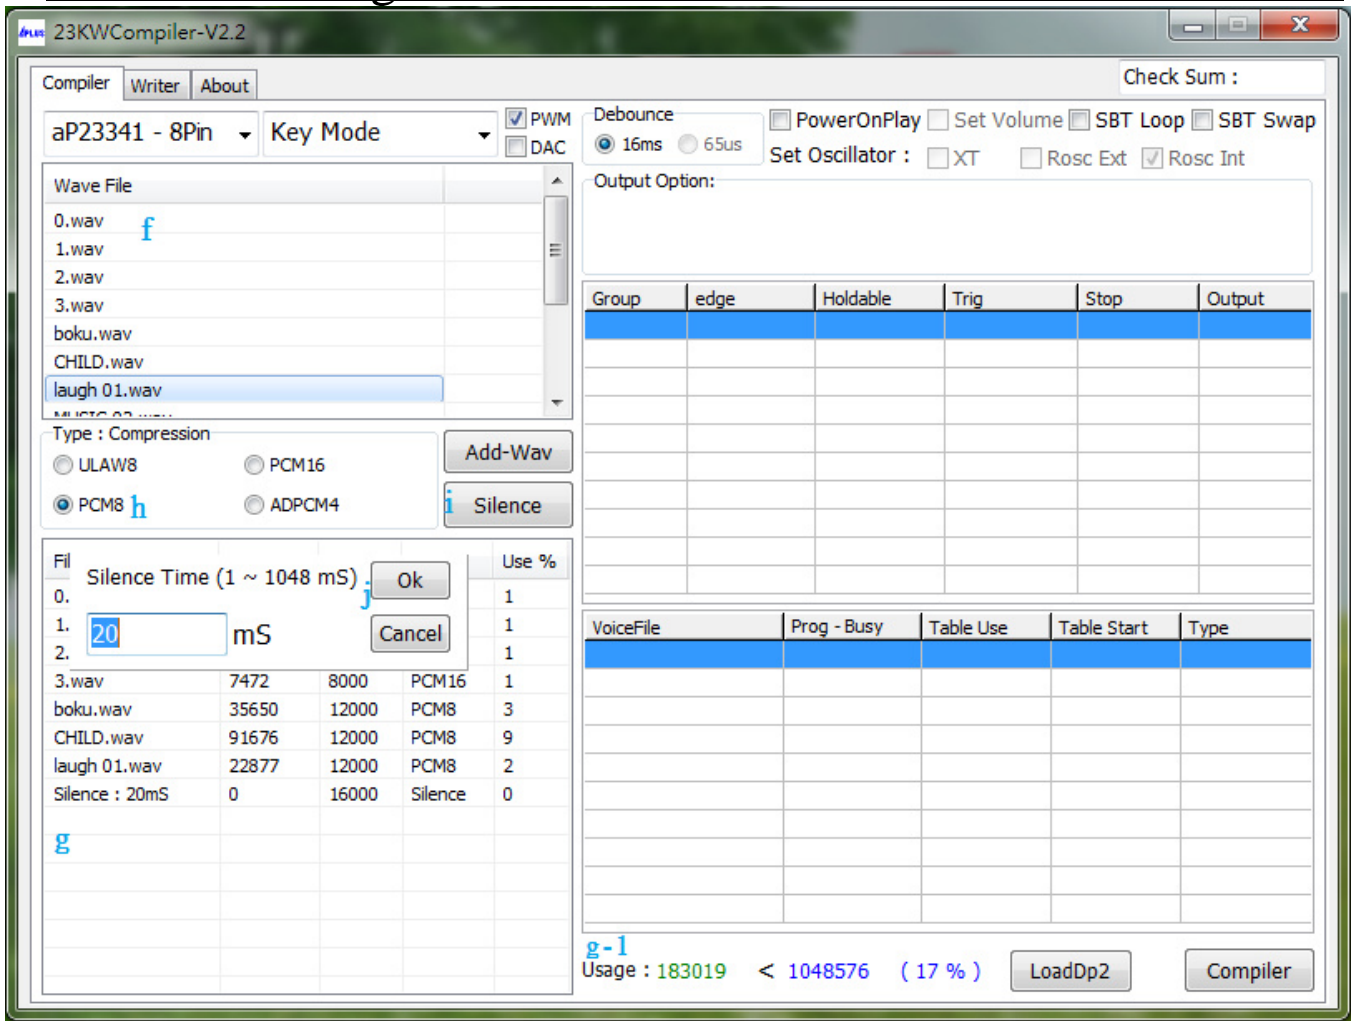 23KWCompiler-V2.2
Compiler Writer About
Check Sum :
aP23341 - 8Pin Key Mode
PWM
DAC
Debounce
16ms 65us
PowerOnPlay Set Volume SBT Loop SBT Swap
Set Oscillator : XT Rosc Ext Rosc Int
Wave File
0.wav
f
1.wav
2.wav
3.wav
boku.wav
CHILD.wav
laugh 01.wav
Output Option:
Group edge Holdable Trig Stop Output
Type : Compression
ULAW8 PCM16
PCM8 h ADPCM4
Add-Wav
i Silence
Fil Use %
Silence Time (1 ~ 1048 mS) j Ok
20 mS Cancel
0. 1
1. 1
2. 1
3.wav 7472 8000 PCM16 1
boku.wav 35650 12000 PCM8 3
CHILD.wav 91676 12000 PCM8 9
laugh 01.wav 22877 12000 PCM8 2
Silence : 20mS 0 16000 Silence 0
g
VoiceFile Prog - Busy Table Use Table Start Type
g-1
Usage : 183019 < 1048576 ( 17 % ) LoadDp2 Compiler